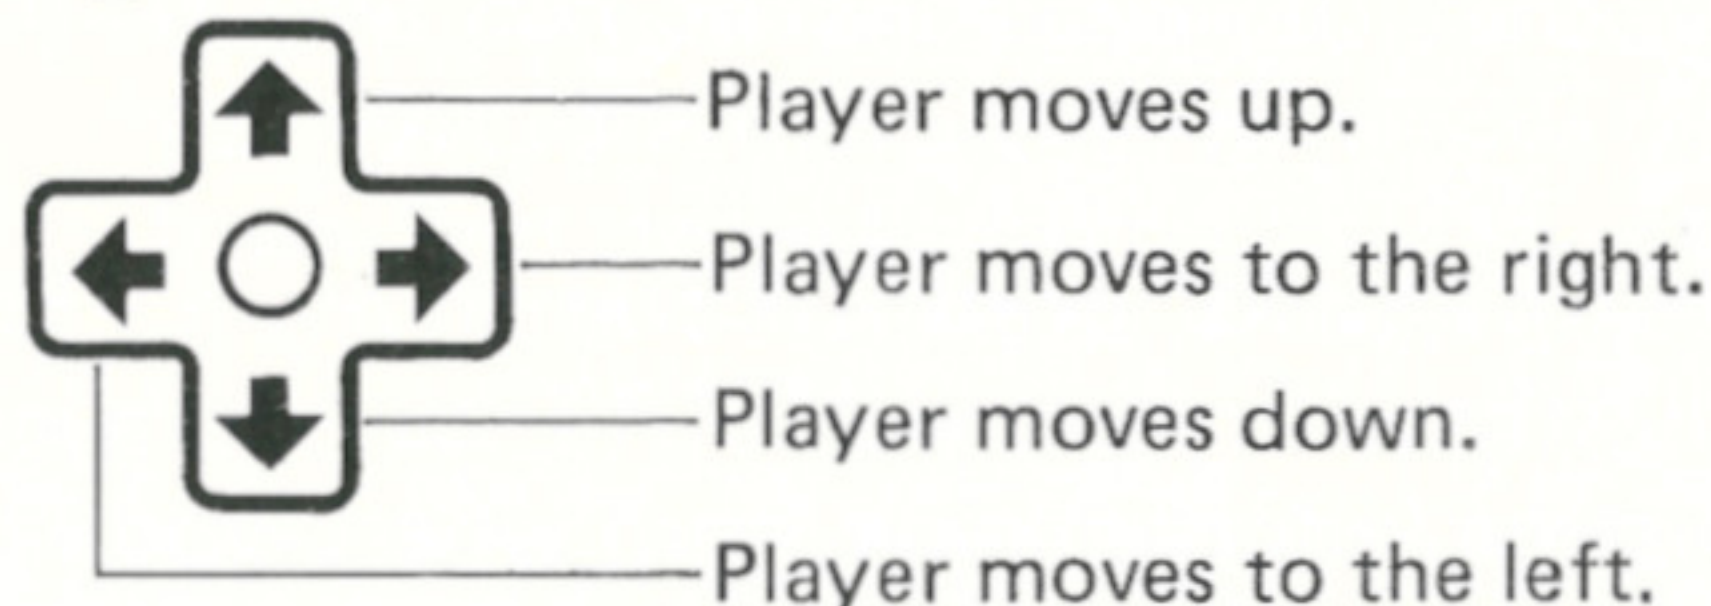 Player moves up.
Player moves to the right.
Player moves down.
Player moves to the left.